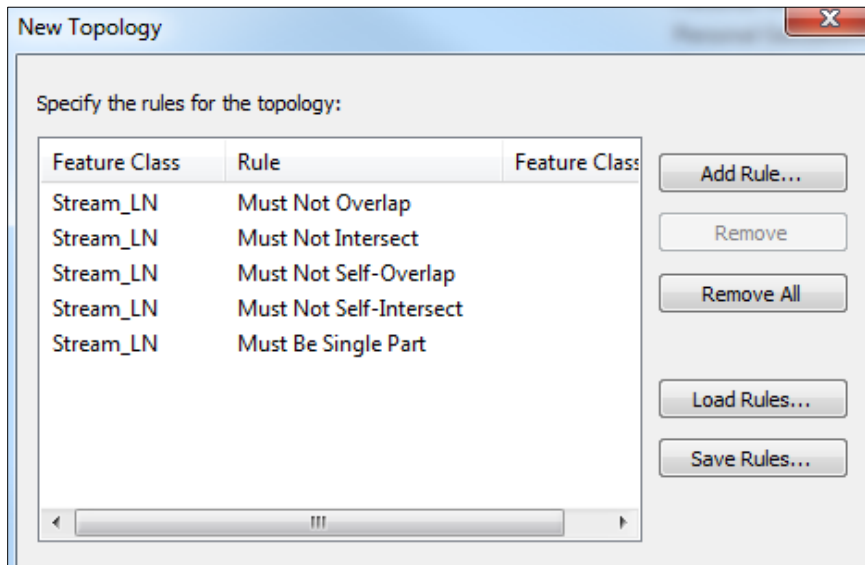 New Topology
Specify the rules for the topology:
Feature Class Rule Feature Class
Stream_LN Must Not Overlap
Stream_LN Must Not Intersect
Stream_LN Must Not Self-Overlap
Stream_LN Must Not Self-Intersect
Stream_LN Must Be Single Part
Add Rule...
Remove
Remove All
Load Rules...
Save Rules...